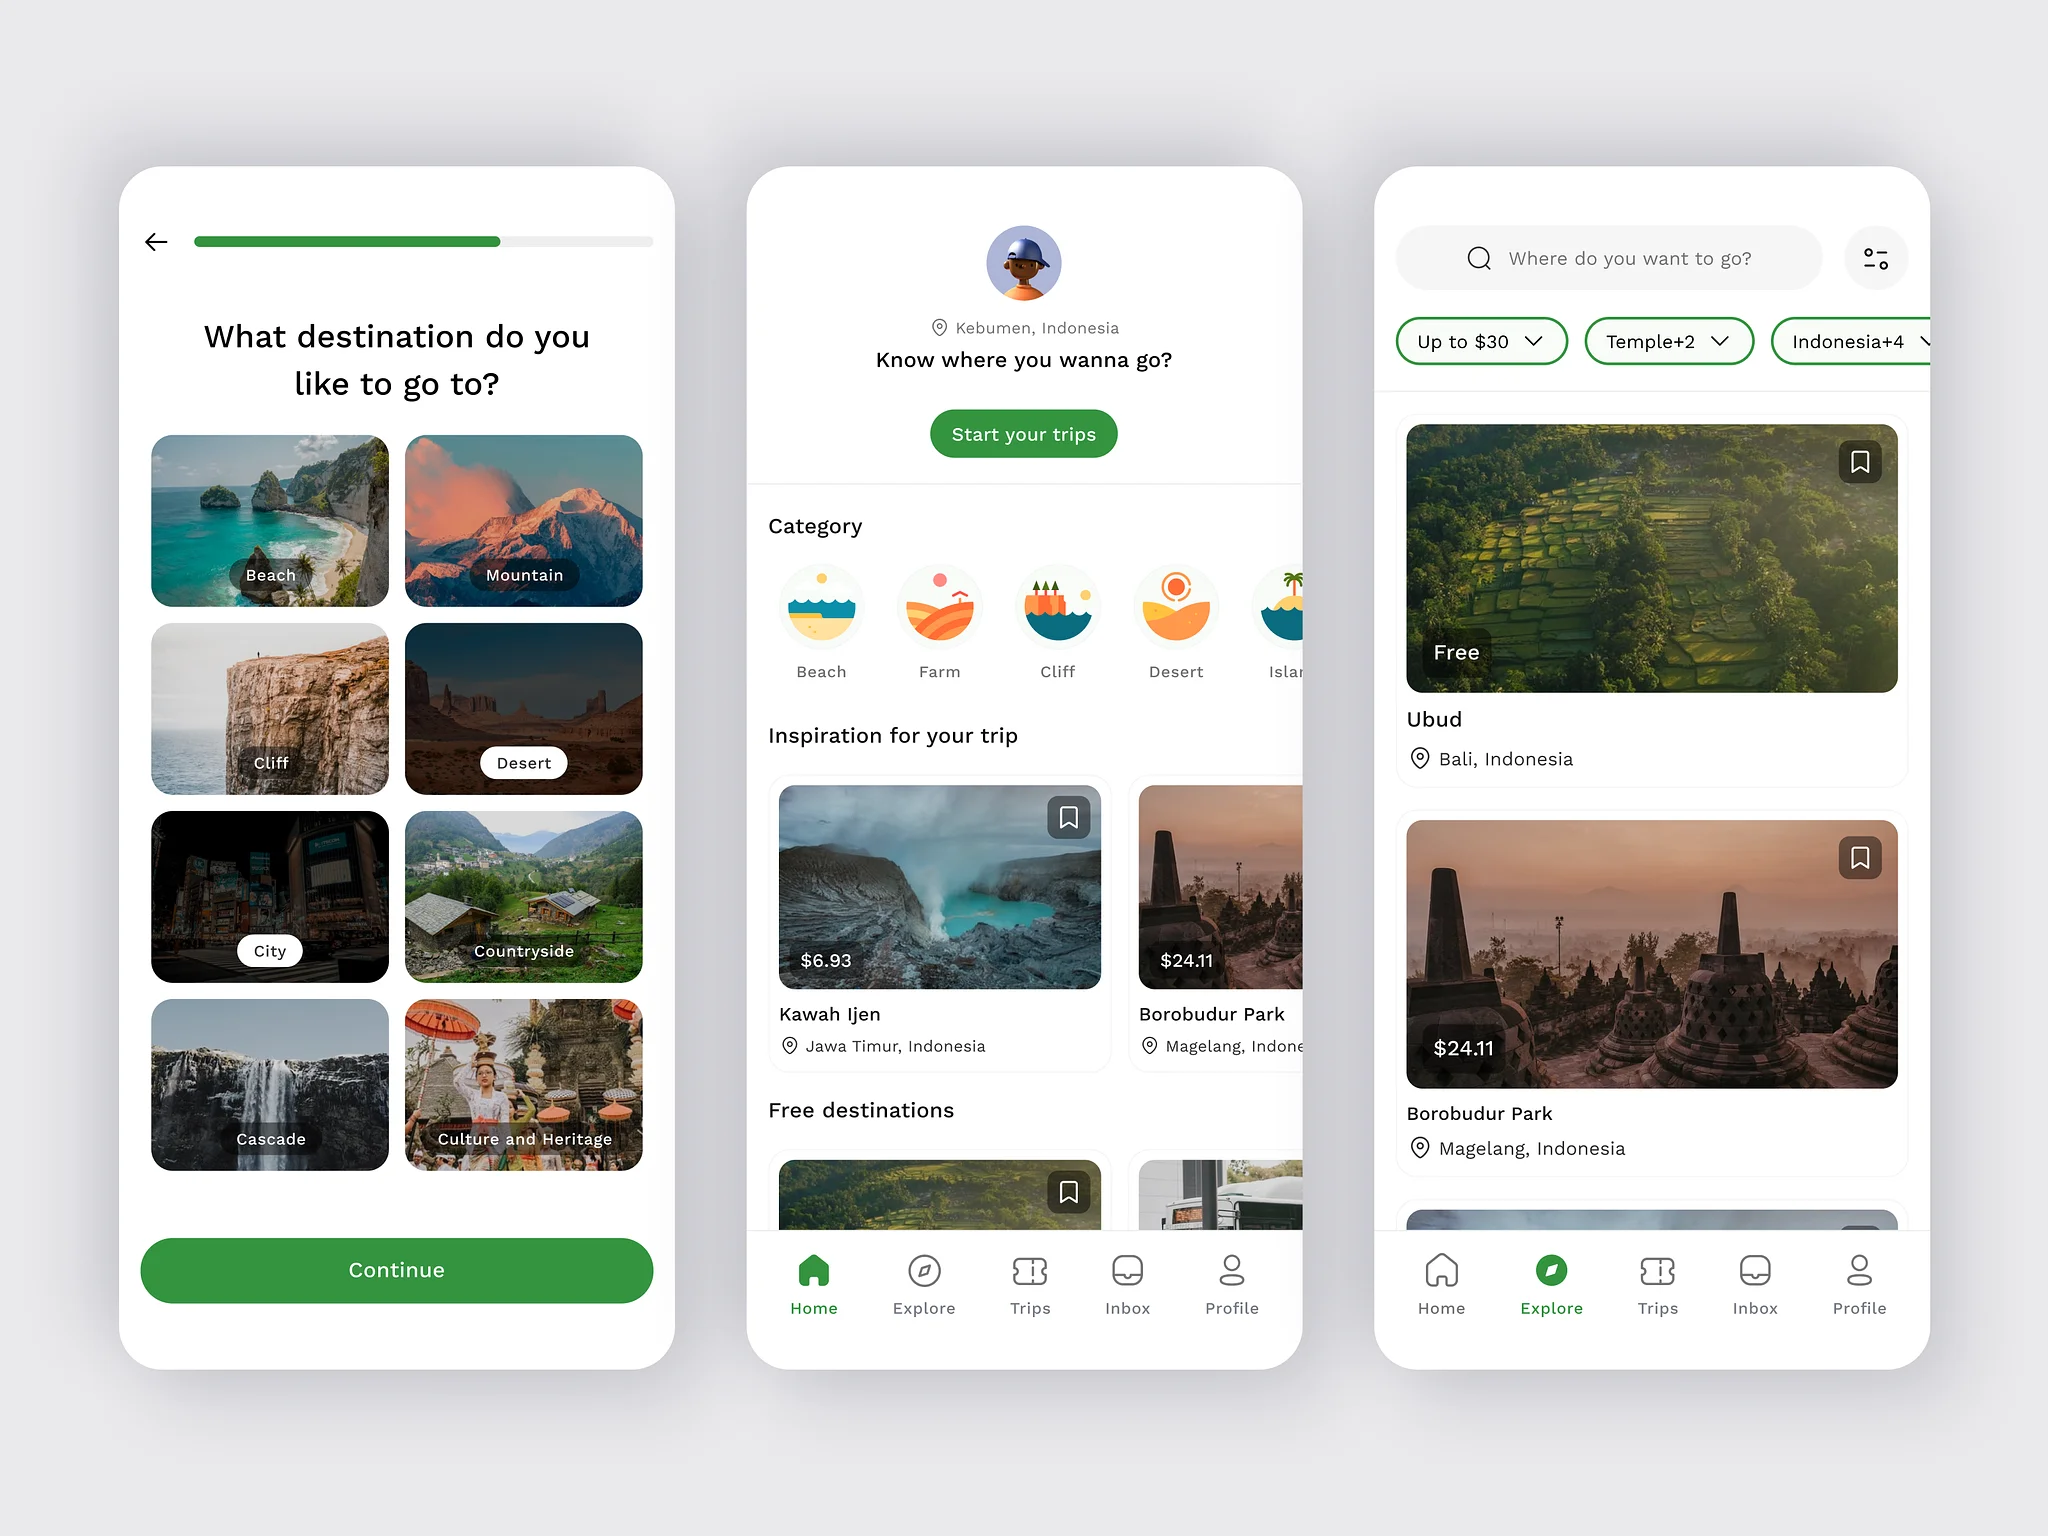 What destination do you
like to go to?
Beach
Mountain
Cliff
Desert
City
Countryside
Cascade
Culture and Heritage
Continue
Kebumen, Indonesia
Know where you wanna go?
Start your trips
Category
Beach
Farm
Cliff
Desert
Islan
Inspiration for your trip
$6.93
Kawah Ijen
Jawa Timur, Indonesia
$24.11
Borobudur Park
Magelang, Indone
Free destinations
Home
Explore
Trips
Inbox
Profile
Where do you want to go?
Up to $30
Temple+2
Indonesia+4
Free
Ubud
Bali, Indonesia
$24.11
Borobudur Park
Magelang, Indonesia
Home
Explore
Trips
Inbox
Profile